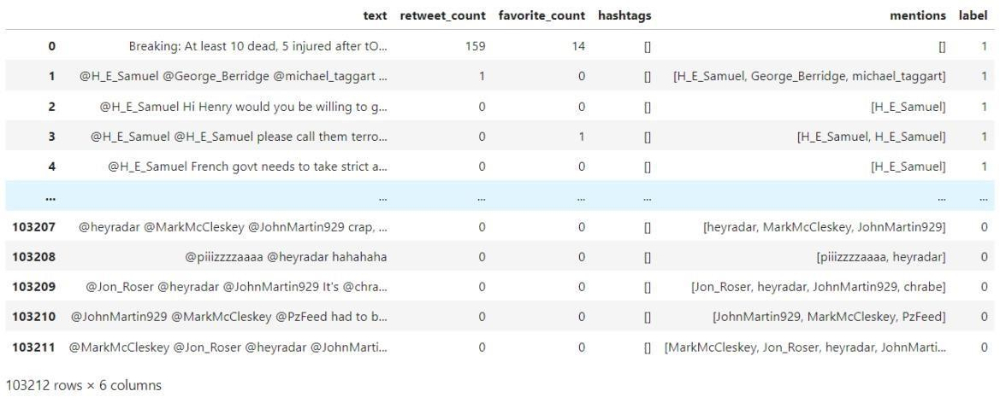 text retweet_count favorite_count hashtags mentions label
0 Breaking: At least 10 dead, 5 injured after tO... 159 14 [] [] 1
1 @H_E_Samuel @George_Berridge @michael_taggart ... 1 0 [] [H_E_Samuel, George_Berridge, michael_taggart] 1
2 @H_E_Samuel Hi Henry would you be willing to g... 0 0 [] [H_E_Samuel] 1
3 @H_E_Samuel @H_E_Samuel please call them terro... 0 1 [] [H_E_Samuel, H_E_Samuel] 1
4 @H_E_Samuel French govt needs to take strict a... 0 0 [] [H_E_Samuel] 1
... ... ... ... ... ... ...
103207 @heyradar @MarkMcCleskey @JohnMartin929 crap, ... 0 0 [] [heyradar, MarkMcCleskey, JohnMartin929] 0
103208 @piiizzzzaaaa @heyradar hahahaha 0 0 [] [piiizzzzaaaa, heyradar] 0
103209 @Jon_Roser @heyradar @JohnMartin929 It's @chra... 0 0 [] [Jon_Roser, heyradar, JohnMartin929, chrabe] 0
103210 @JohnMartin929 @MarkMcCleskey @PzFeed had to b... 0 0 [] [JohnMartin929, MarkMcCleskey, PzFeed] 0
103211 @MarkMcCleskey @Jon_Roser @heyradar @JohnMarti... 0 0 [] [MarkMcCleskey, Jon_Roser, heyradar, JohnMarti... 0
103212 rows × 6 columns